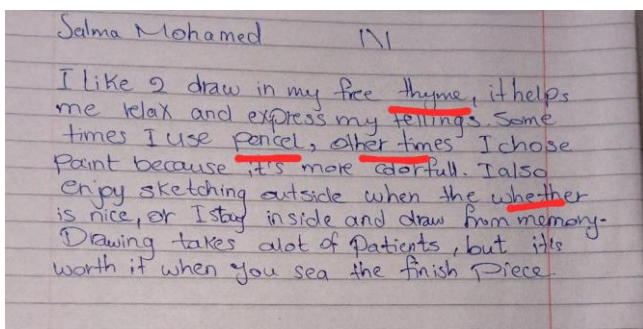 Salma Mohamed 1\1
I like 2 draw in my free thyme, it helps
me relax and express my fellings. Some
times I use pencel, other times I chose
Paint because it's more colorfull. I also
enjoy sketching outside when the whether
is nice, or I stay inside and draw from memory.
Drawing takes alot of Patients, but it's
worth it when you sea the finish Piece.